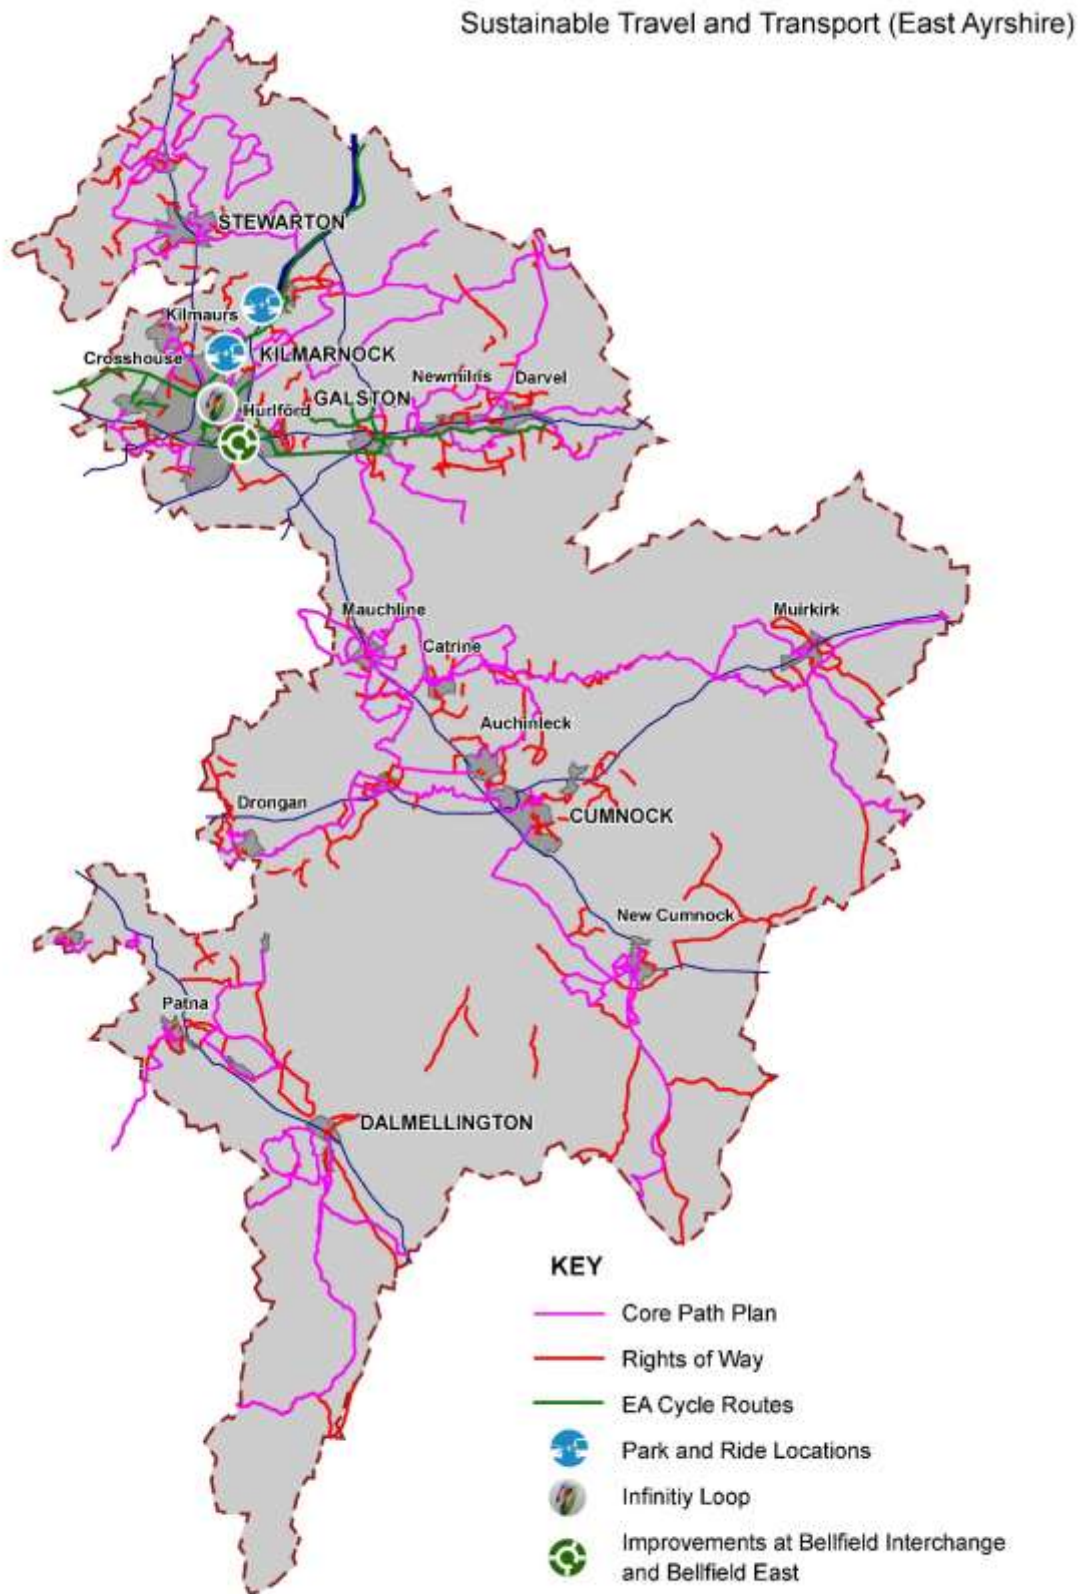 Sustainable Travel and Transport (East Ayrshire)
STEWARTON
Kilmaurs
KILMARNOCK
Crosshouse
Newmilns Darvel
GALSTON
Hurlford
Mauchline
Muirkirk
Catrine
Auchinleck
Drongan
CUMNOCK
New Cumnock
Patna
DALMELLINGTON
KEY
Core Path Plan
Rights of Way
EA Cycle Routes
Park and Ride Locations
Infinitiy Loop
Improvements at Bellfield Interchange
and Bellfield East